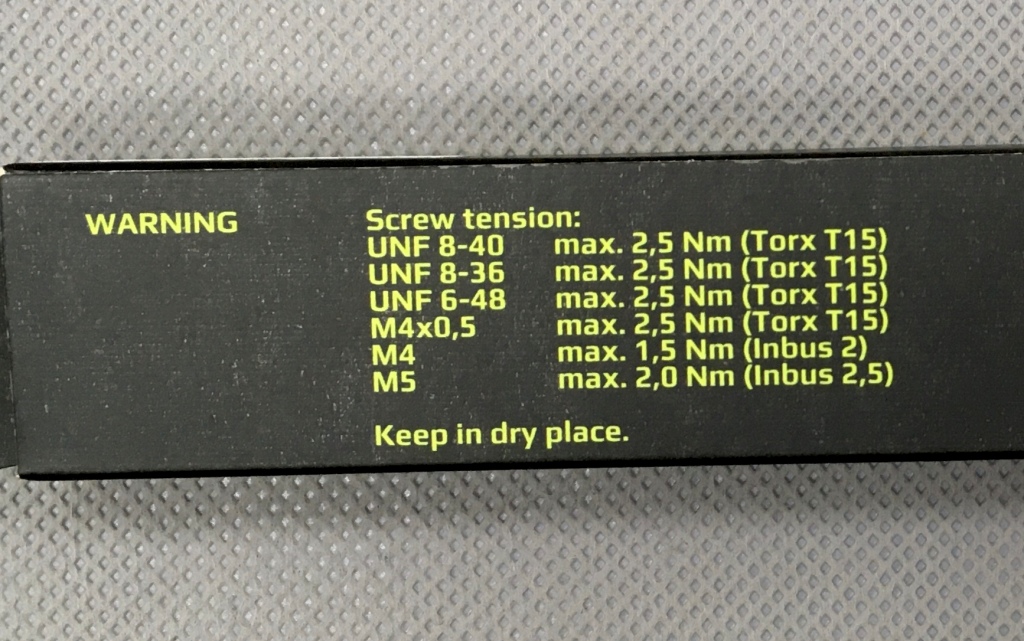 WARNING
Screw tension:
UNF 8-40 max. 2,5 Nm (Torx T15)
UNF 8-36 max. 2,5 Nm (Torx T15)
UNF 6-48 max. 2,5 Nm (Torx T15)
M4x0,5 max. 2,5 Nm (Torx T15)
M4 max. 1,5 Nm (Inbus 2)
M5 max. 2,0 Nm (Inbus 2,5)
Keep in dry place.